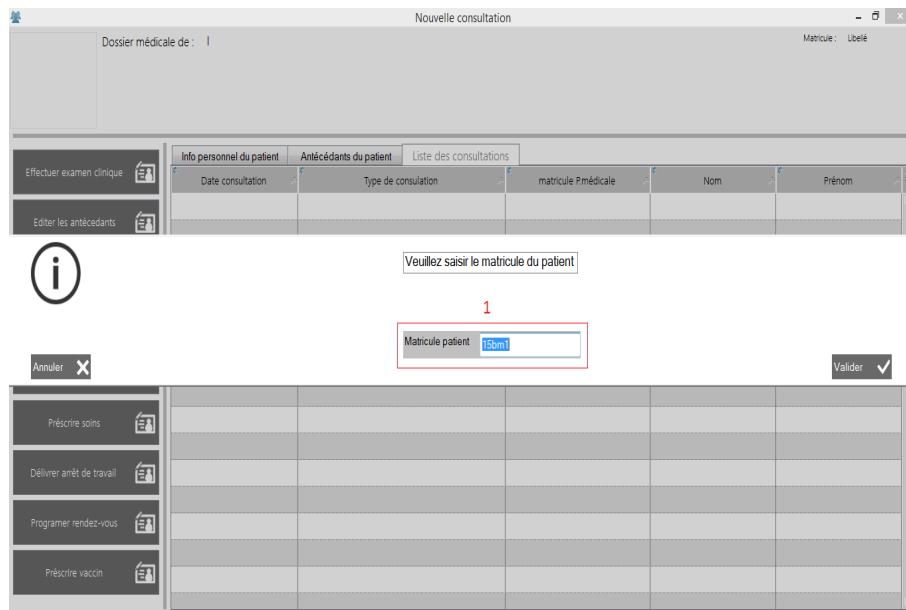 Nouvelle consultation
Dossier médicale de :
Matricule : Libelé
Info personnel du patient Antécédants du patient Liste des consultations
Effectuer examen clinique
Date consultation Type de consulation matricule P.médicale Nom Prénom
Editer les antécedants
Veuillez saisir le matricule du patient
1
Matricule patient 15bm1
Annuler Valider
Préscrire soins
Délivrer arrêt de travail
Programer rendez-vous
Préscrire vaccin